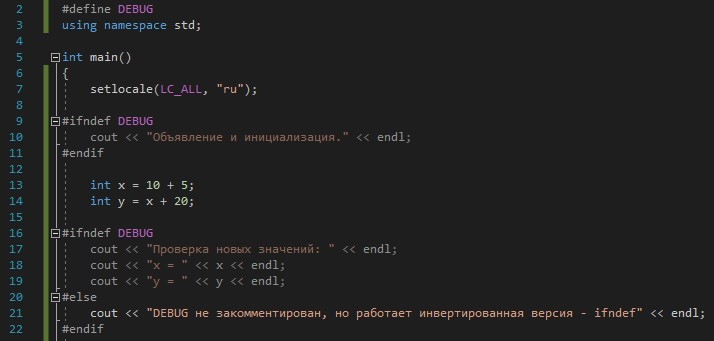 2 #define DEBUG
3 using namespace std;
4
5 int main()
6 {
7 setlocale(LC_ALL, "ru");
8
9 #ifndef DEBUG
10 cout << "Объявление и инициализация." << endl;
11 #endif
12
13 int x = 10 + 5;
14 int y = x + 20;
15
16 #ifndef DEBUG
17 cout << "Проверка новых значений: " << endl;
18 cout << "x = " << x << endl;
19 cout << "y = " << y << endl;
20 #else
21 cout << "DEBUG не закомментирован, но работает инвертированная версия - ifndef" << endl;
22 #endif